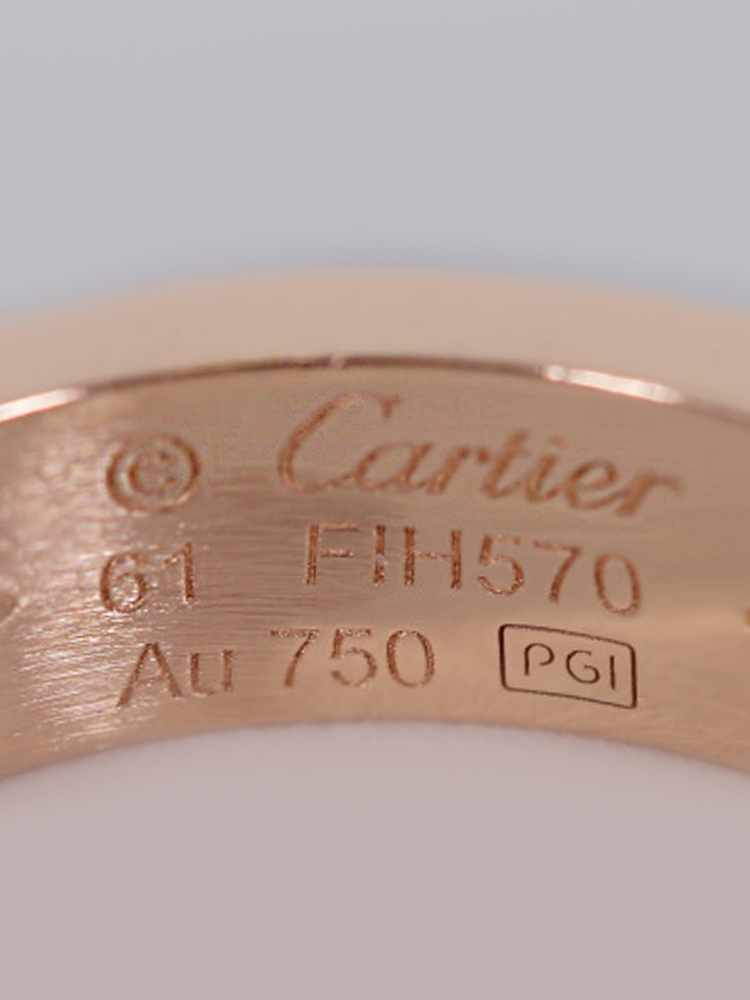 © Cartier
61 FIH570
Au 750 PGI